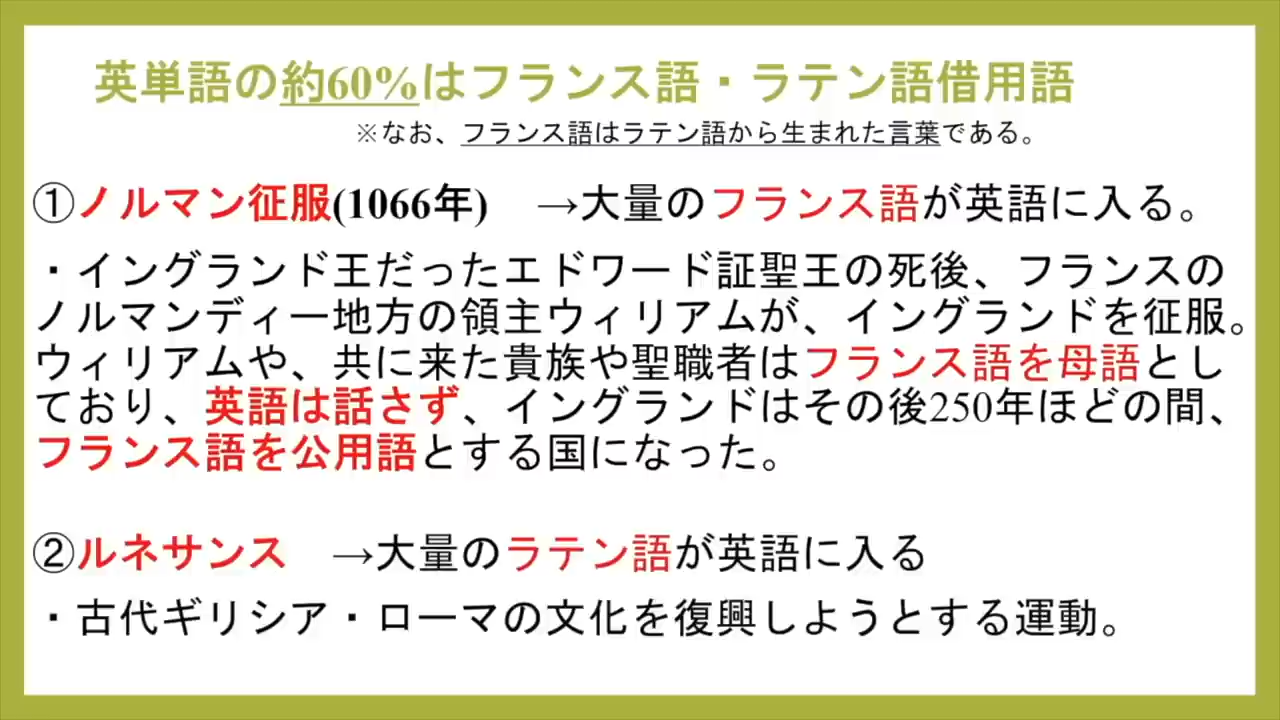 英単語の約60%はフランス語・ラテン語借用語
※なお、フランス語はラテン語から生まれた言葉である。
①ノルマン征服(1066年)　→大量のフランス語が英語に入る。
・イングランド王だったエドワード証聖王の死後、フランスの
ノルマンディー地方の領主ウィリアムが、イングランドを征服。
ウィリアムや、共に来た貴族や聖職者はフランス語を母語とし
ており、英語は話さず、イングランドはその後250年ほどの間、
フランス語を公用語とする国になった。
②ルネサンス　→大量のラテン語が英語に入る
・古代ギリシア・ローマの文化を復興しようとする運動。